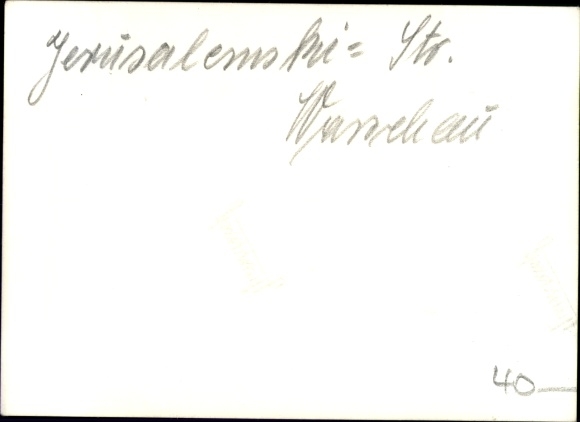 Jerusalemski= Str.
Warschau
40—